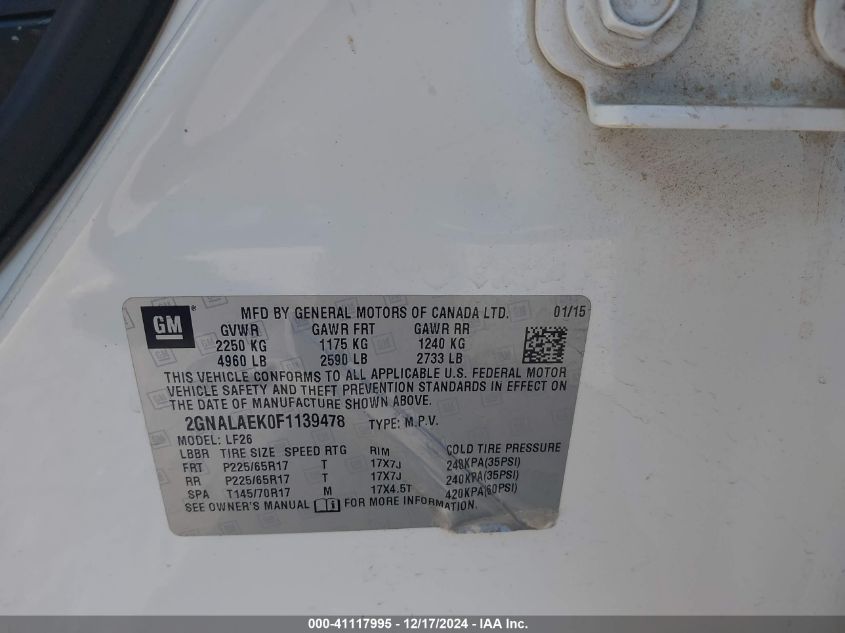 GM ®
MFD BY GENERAL MOTORS OF CANADA LTD. 01/15
GVWR GAWR FRT GAWR RR
2250 KG 1175 KG 1240 KG
4960 LB 2590 LB 2733 LB
THIS VEHICLE CONFORMS TO ALL APPLICABLE U.S. FEDERAL MOTOR
VEHICLE SAFETY AND THEFT PREVENTION STANDARDS IN EFFECT ON
THE DATE OF MANUFACTURE SHOWN ABOVE.
2GNALAEK0F1139478 TYPE: M.P.V.
MODEL: LF26
LBBR TIRE SIZE SPEED RTG RIM COLD TIRE PRESSURE
FRT P225/65R17 T 17X7J 240KPA(35PSI)
RR P225/65R17 T 17X7J 240KPA(35PSI)
SPA T145/70R17 M 17X4.5T 420KPA(60PSI)
SEE OWNER'S MANUAL FOR MORE INFORMATION.
000-41117995 - 12/17/2024 - IAA Inc.